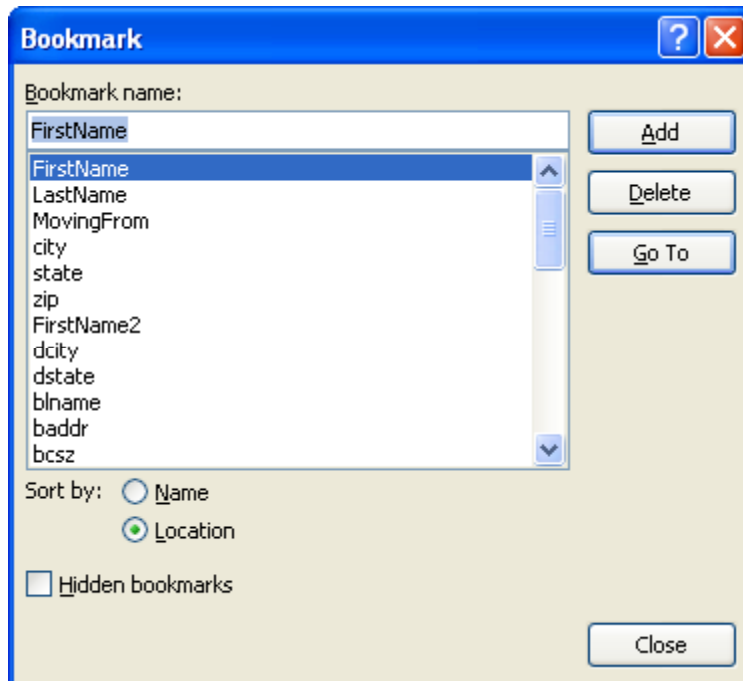 Bookmark
?
Bookmark name:
FirstName
Add
FirstName
LastName
Delete
MovingFrom
city
Go To
state
zip
FirstName2
dcity
dstate
blname
baddr
bcsz
Sort by: Name
Location
Hidden bookmarks
Close